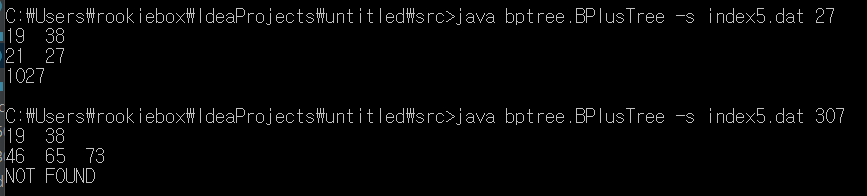 C:₩Users₩rookiebox₩IdeaProjects₩untitled₩src>java bptree.BPlusTree -s index5.dat 27
19  38
21  27
1027
C:₩Users₩rookiebox₩IdeaProjects₩untitled₩src>java bptree.BPlusTree -s index5.dat 307
19  38
46  65  73
NOT FOUND